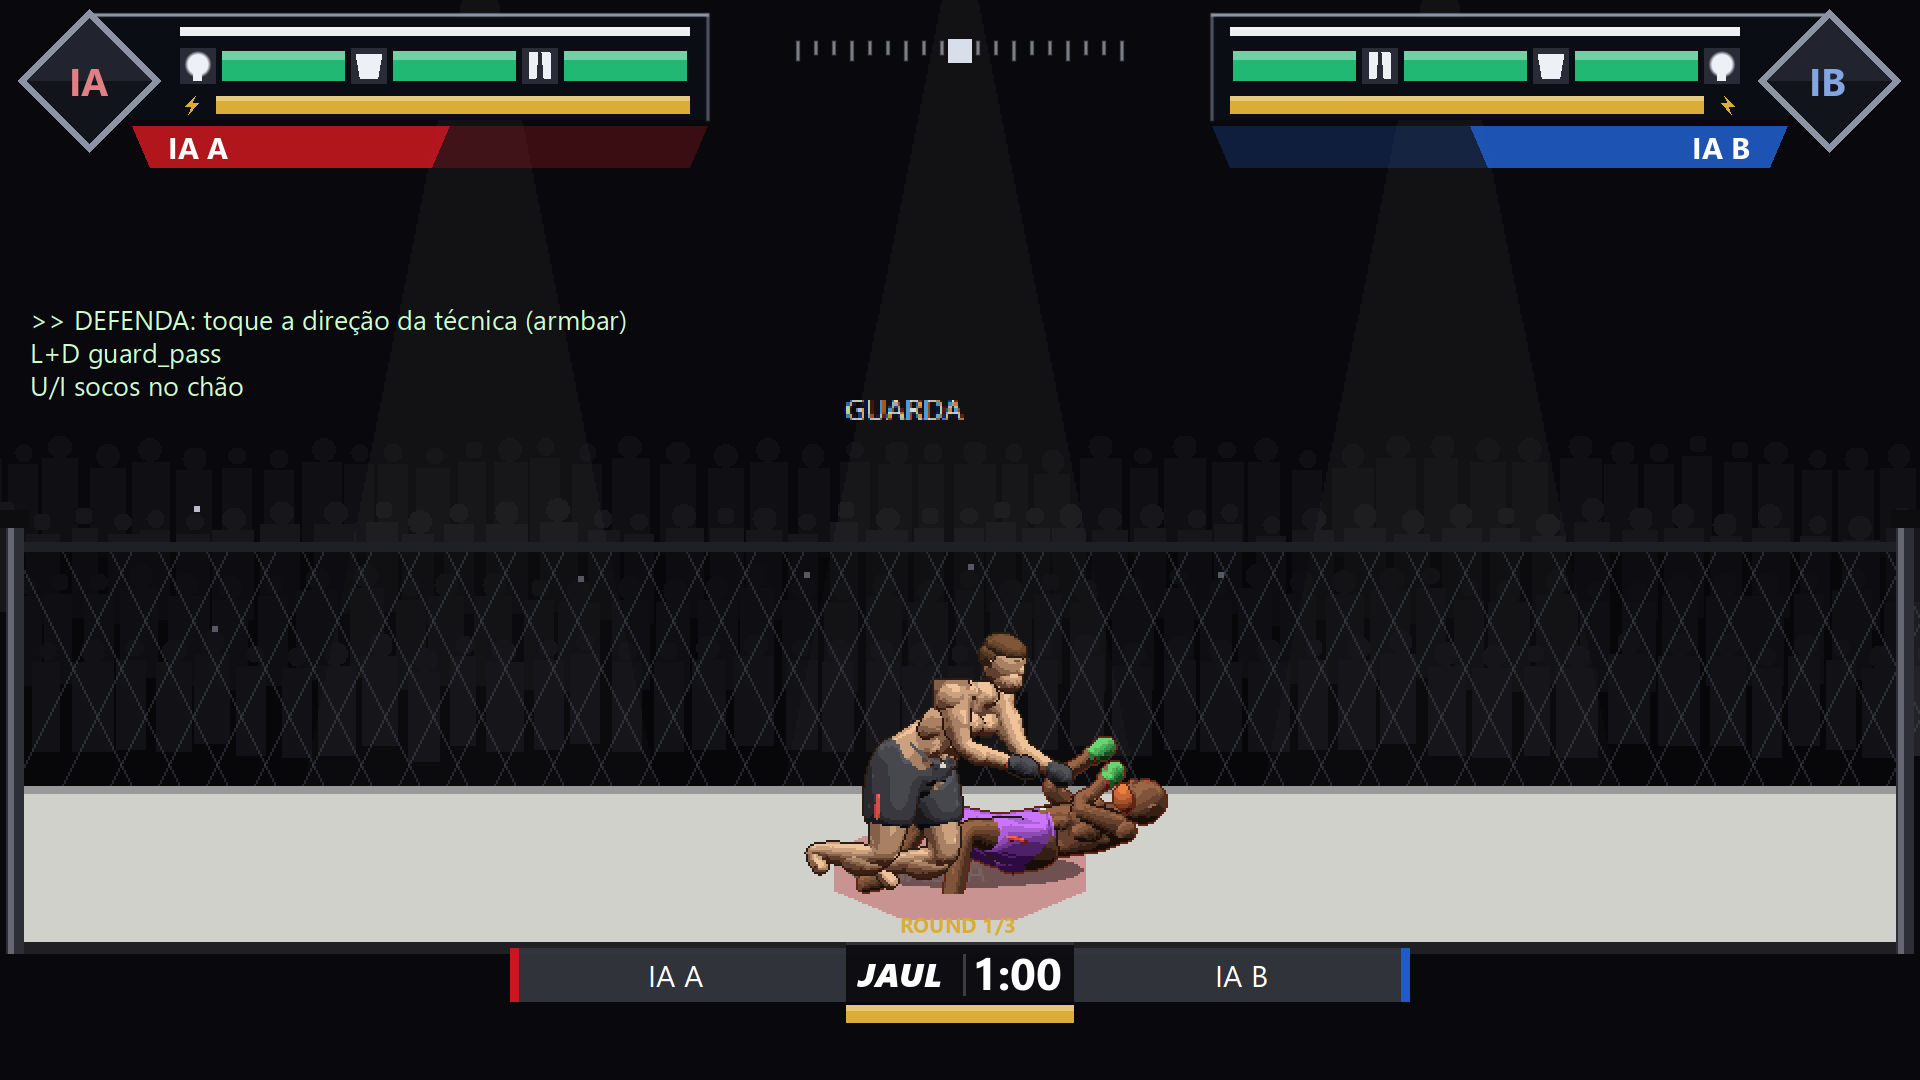 IA
IA A
IB
IA B
>> DEFENDA: toque a direção da técnica (armbar)
L+D guard_pass
U/I socos no chão
GUARDA
ROUND 1/3
IA A
JAUL
1:00
IA B